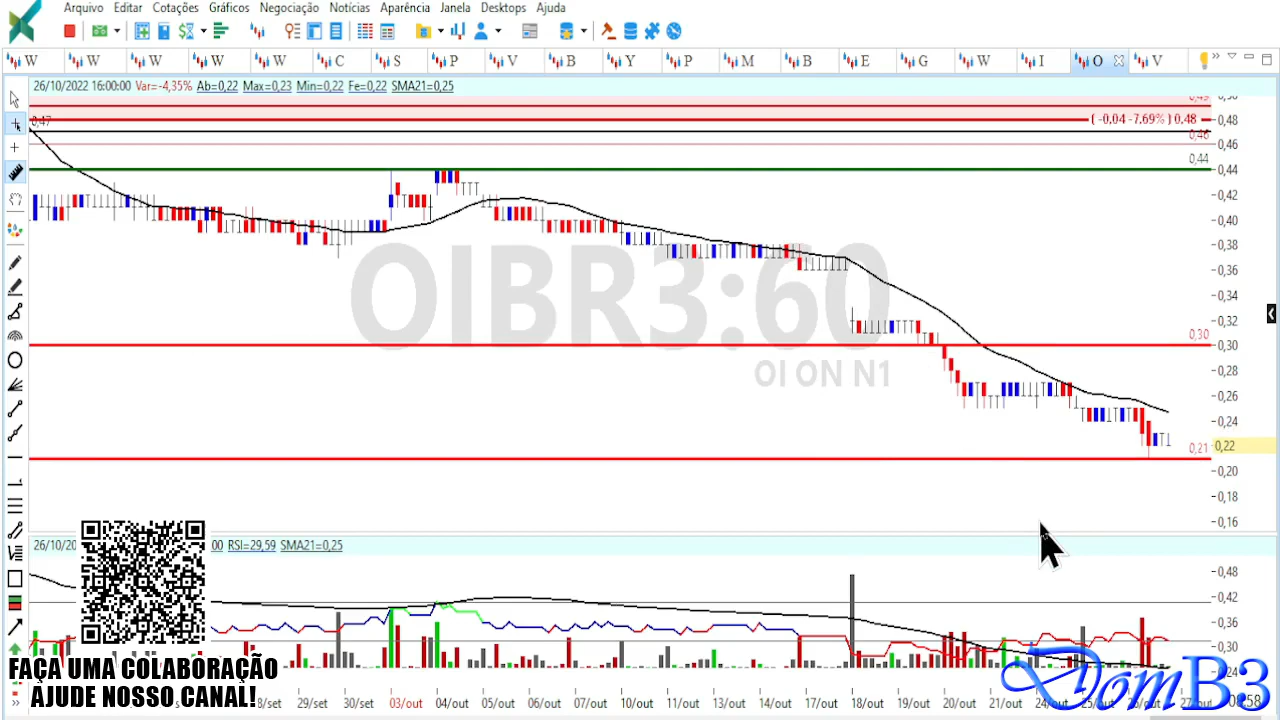 Arquivo Editar Cotações Gráficos Negociação Notícias Aparência Janela Desktops Ajuda
W W W W W C S P V B Y P M B E G W I O V
26/10/2022 16:00:00 Var=-4,35% Ab=0,22 Max=0,23 Min=0,22 Fe=0,22 SMA21=0,25
0,47
( -0,04 -7,69% ) 0,48
0,48
0,46
0,46
0,44
0,44
0,42
0,40
0,38
0,36
0,34
0,32
0,30
0,30
0,28
0,26
0,24
0,21
0,22
0,20
0,18
0,16
OIBR3:60
OI ON N1
00 RSI=29,59 SMA21=0,25
0,48
0,42
0,36
0,30
0,24
28/set 29/set 30/set 03/out 04/out 05/out 06/out 07/out 10/out 11/out 13/out 14/out 17/out 18/out 19/out 20/out 21/out 24/out
FAÇA UMA COLABORAÇÃO
AJUDE NOSSO CANAL!
DomB3